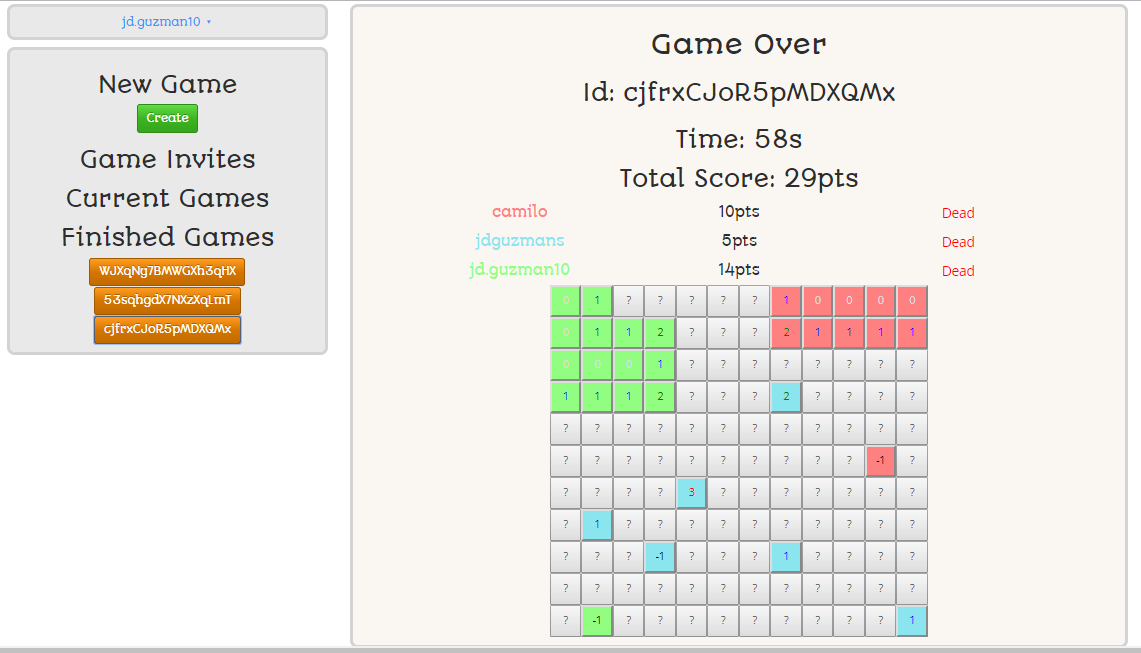 jd.guzman10
New Game
Create
Game Invites
Current Games
Finished Games
WJXqNg7BMWGXh3qHX
53sqhgdX7NXzXqLmT
cjfrxCJoR5pMDXQMx
Game Over
Id: cjfrxCJoR5pMDXQMx
Time: 58s
Total Score: 29pts
camilo 10pts Dead
jdguzmans 5pts Dead
jd.guzman10 14pts Dead
0 1 ? ? ? ? ? 1 0 0 0 0
0 1 1 2 ? ? ? 2 1 1 1 1
0 0 0 1 ? ? ? ? ? ? ? ?
1 1 1 2 ? ? ? 2 ? ? ? ?
? ? ? ? ? ? ? ? ? ? ? ?
? ? ? ? ? ? ? ? ? ? -1 ?
? ? ? ? 3 ? ? ? ? ? ? ?
? 1 ? ? ? ? ? ? ? ? ? ?
? ? ? -1 ? ? ? 1 ? ? ? ?
? ? ? ? ? ? ? ? ? ? ? ?
? -1 ? ? ? ? ? ? ? ? ? 1